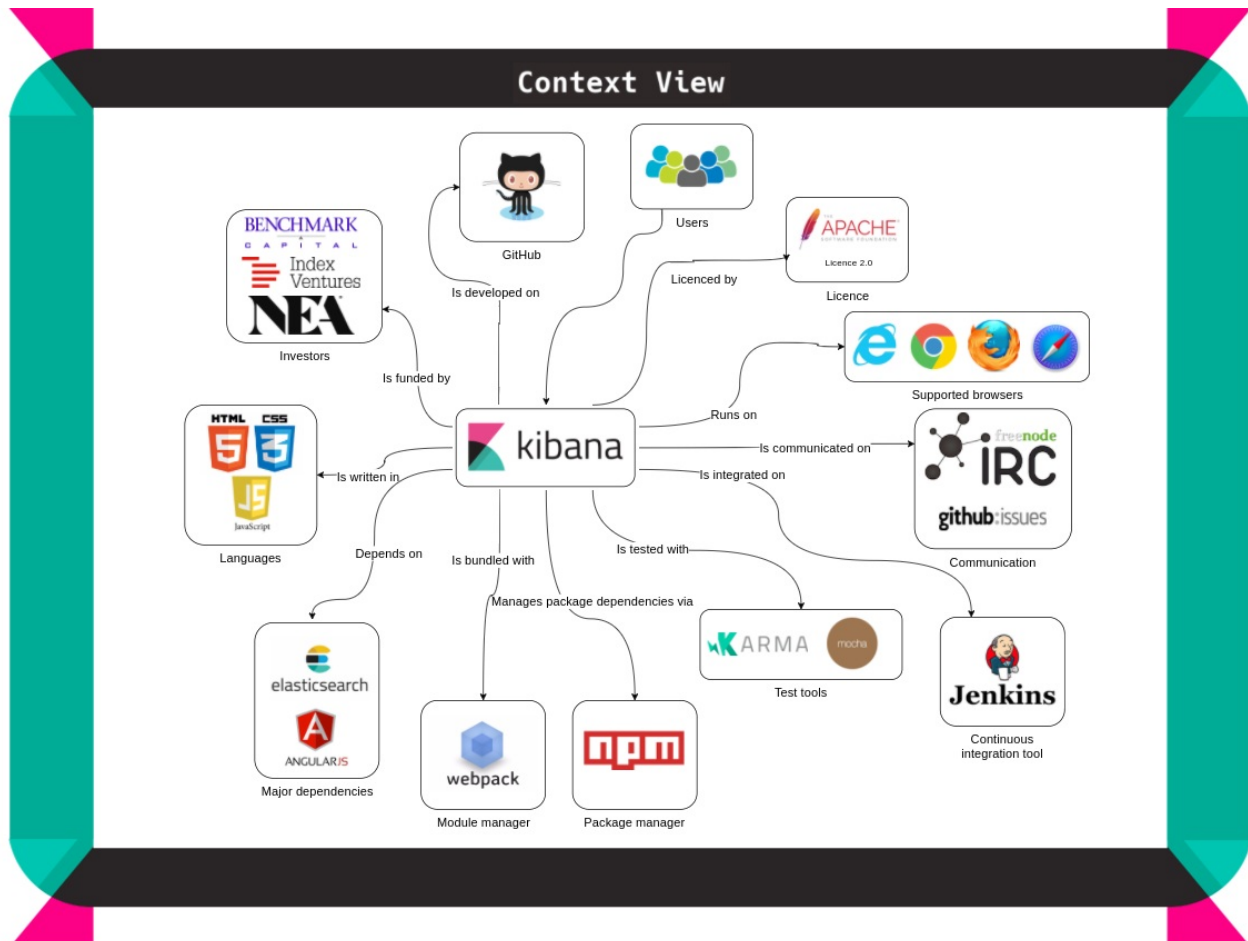 Context View
GitHub
Users
BENCHMARK
CAPITAL
Index
Ventures
NEA
Investors
THE
APACHE
SOFTWARE FOUNDATION
Licence 2.0
Licence
Is developed on
Licenced by
Supported browsers
Is funded by
Runs on
HTML CSS
5 3
JS
JavaScript
Languages
kibana
Is written in
Is communicated on
Is integrated on
freenode
IRC
github:issues
Communication
Depends on
Is bundled with
Is tested with
Manages package dependencies via
elasticsearch
A
ANGULARJS
Major dependencies
webpack
Module manager
npm
Package manager
KARMA
mocha
Test tools
Jenkins
Continuous
integration tool